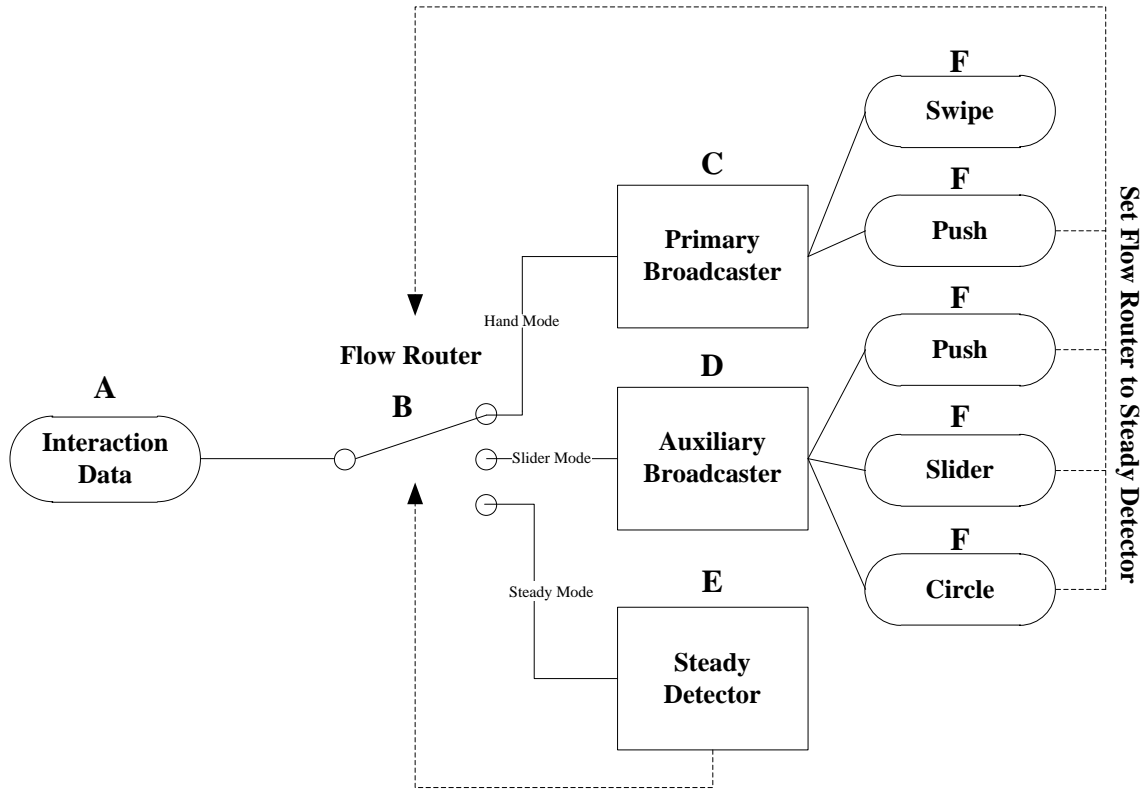 F
Swipe
C
F
Primary
Broadcaster
Push
Hand Mode
F
Flow Router
Push
D
A
B
F
Interaction
Data
Slider Mode
Auxiliary
Broadcaster
Slider
F
Steady Mode
E
Circle
Steady
Detector
Set Flow Router to Steady Detector